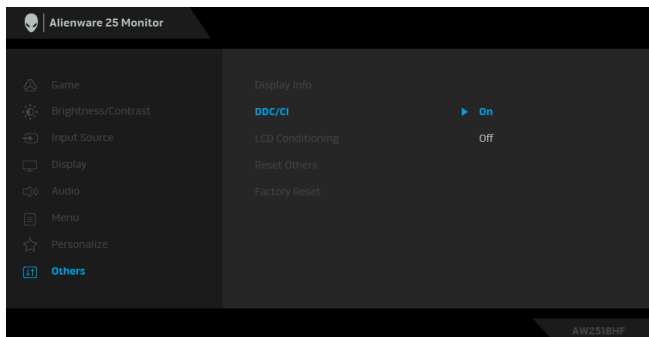 Alienware 25 Monitor
Game
Display Info
Brightness/Contrast
DDC/CI
On
Input Source
LCD Conditioning
Off
Display
Reset Others
Audio
Factory Reset
Menu
Personalize
Others
AW2518HF